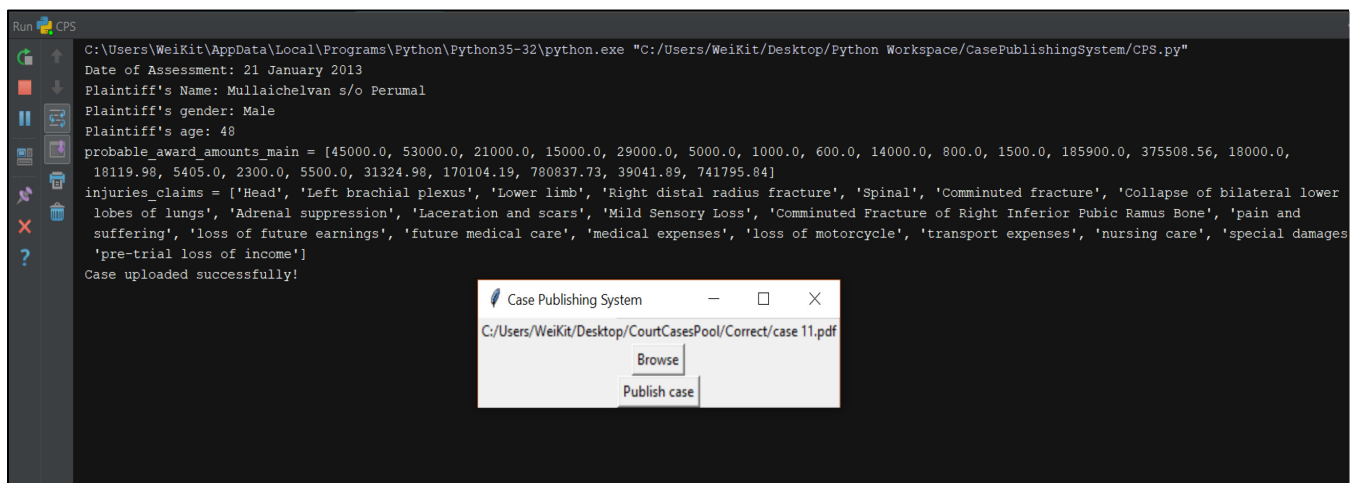 Run CPS
C:\Users\WeiKit\AppData\Local\Programs\Python\Python35-32\python.exe "C:/Users/WeiKit/Desktop/Python Workspace/CasePublishingSystem/CPS.py"
Date of Assessment: 21 January 2013
Plaintiff's Name: Mullaichelvan s/o Perumal
Plaintiff's gender: Male
Plaintiff's age: 48
probable_award_amounts_main = [45000.0, 53000.0, 21000.0, 15000.0, 29000.0, 5000.0, 1000.0, 600.0, 14000.0, 800.0, 1500.0, 185900.0, 375508.56, 18000.0,
18119.98, 5405.0, 2300.0, 5500.0, 31324.98, 170104.19, 780837.73, 39041.89, 741795.84]
injuries_claims = ['Head', 'Left brachial plexus', 'Lower limb', 'Right distal radius fracture', 'Spinal', 'Comminuted fracture', 'Collapse of bilateral lower
lobes of lungs', 'Adrenal suppression', 'Laceration and scars', 'Mild Sensory Loss', 'Comminuted Fracture of Right Inferior Pubic Ramus Bone', 'pain and
suffering', 'loss of future earnings', 'future medical care', 'medical expenses', 'loss of motorcycle', 'transport expenses', 'nursing care', 'special damages
'pre-trial loss of income']
Case uploaded successfully!
Case Publishing System
C:/Users/WeiKit/Desktop/CourtCasesPool/Correct/case 11.pdf
Browse
Publish case